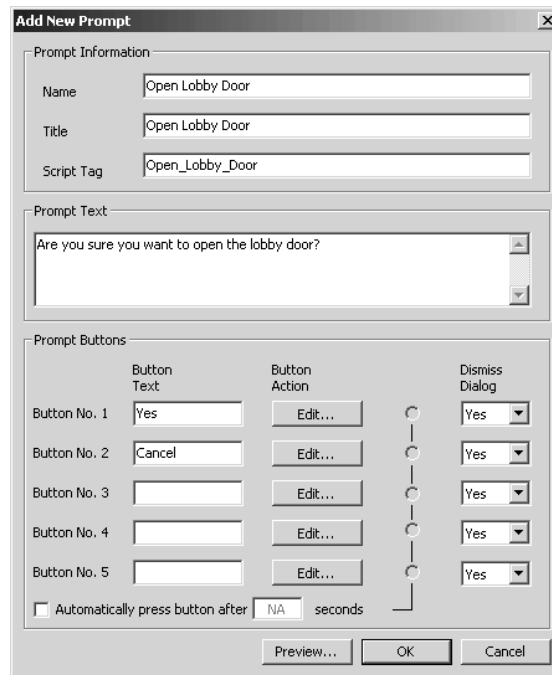 Add New Prompt
Prompt Information
Name Open Lobby Door
Title Open Lobby Door
Script Tag Open_Lobby_Door
Prompt Text
Are you sure you want to open the lobby door?
Prompt Buttons
Button Text Button Action Dismiss Dialog
Button No. 1 Yes Edit... Yes
Button No. 2 Cancel Edit... Yes
Button No. 3 Edit... Yes
Button No. 4 Edit... Yes
Button No. 5 Edit... Yes
Automatically press button after NA seconds
Preview... OK Cancel